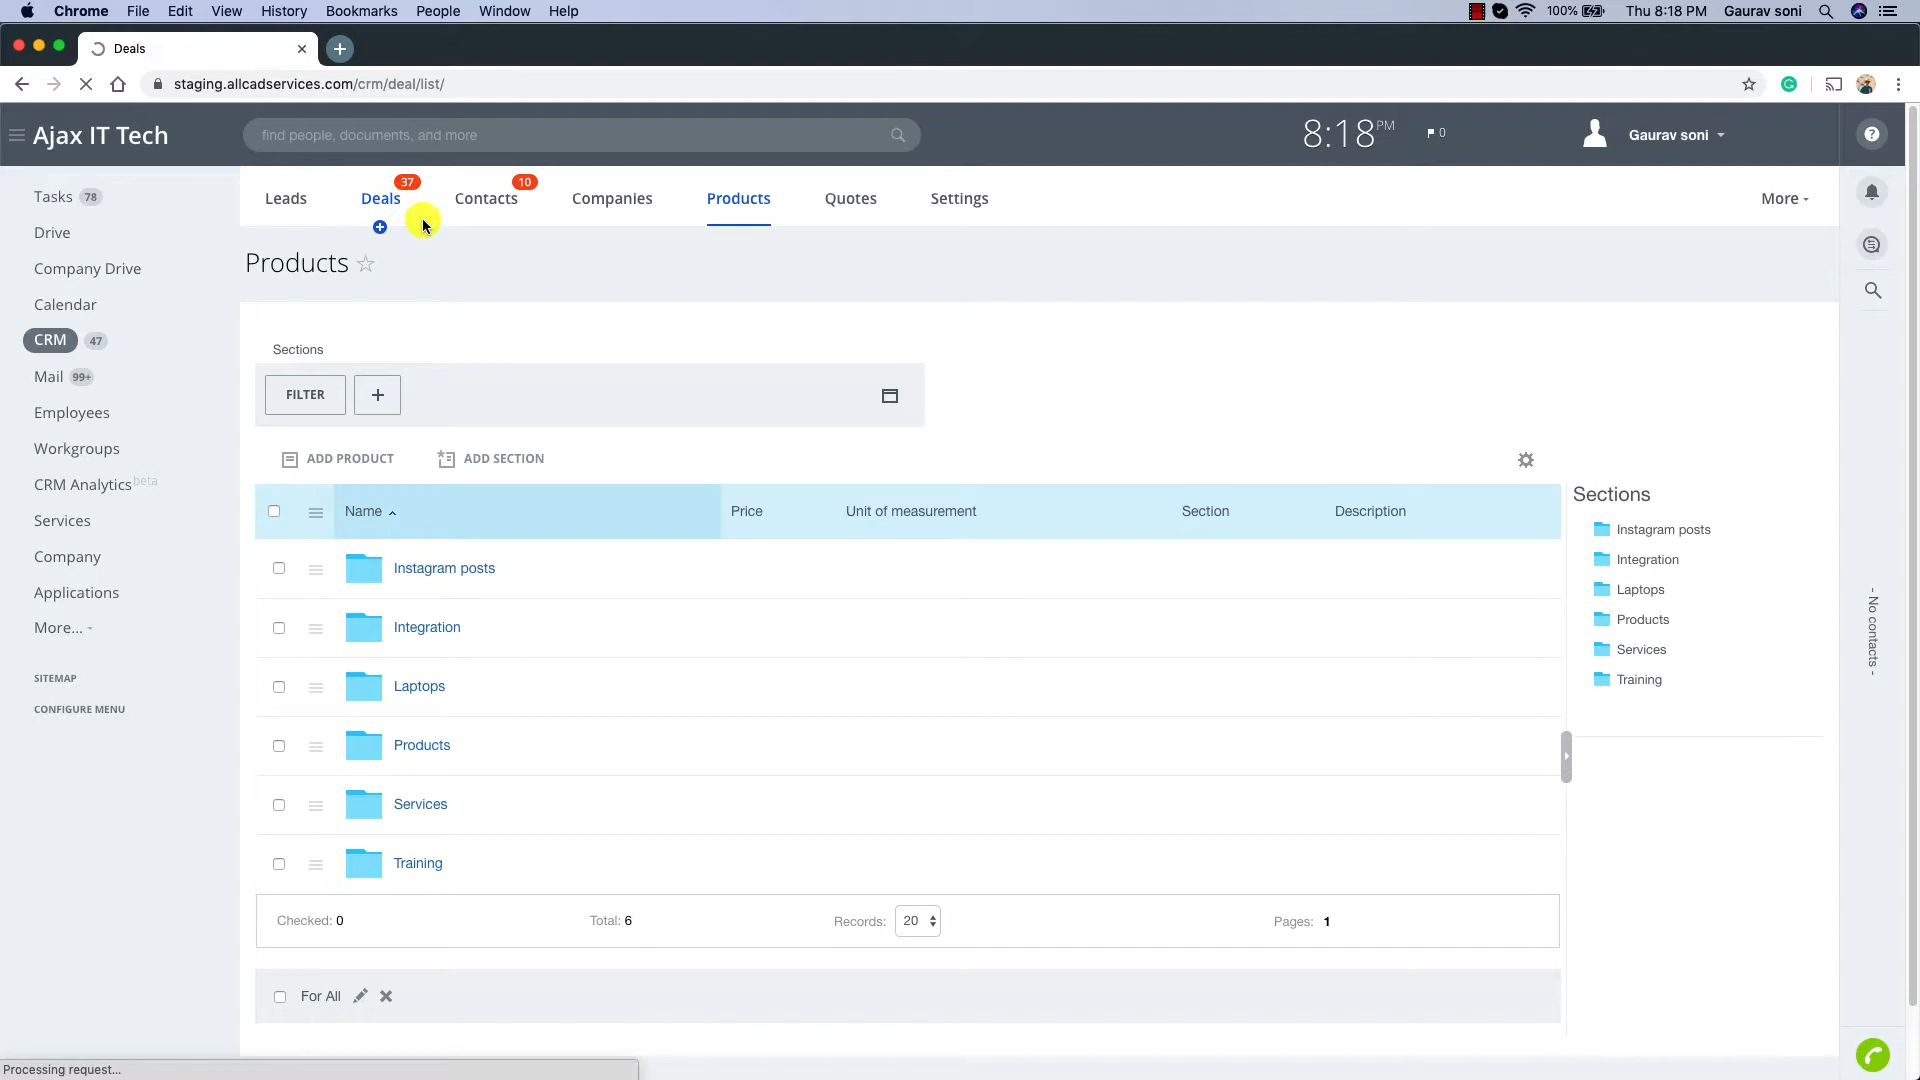 Chrome File Edit View History Bookmarks People Window Help 100% Thu 8:18 PM Gaurav soni
Deals
staging.allcadservices.com/crm/deal/list/
Ajax IT Tech find people, documents, and more 8:18 PM 0 Gaurav soni ?
Tasks 78
Drive
Company Drive
Calendar
CRM 47
Mail 99+
Employees
Workgroups
CRM Analytics beta
Services
Company
Applications
More...
SITEMAP
CONFIGURE MENU
37 10
Leads Deals Contacts Companies Products Quotes Settings More
Products
Sections
FILTER +
ADD PRODUCT ADD SECTION
Name Price Unit of measurement Section Description
Instagram posts
Integration
Laptops
Products
Services
Training
Checked: 0 Total: 6 Records: 20 Pages: 1
For All
Sections
Instagram posts
Integration
Laptops
Products
Services
Training
- No contacts -
Processing request...